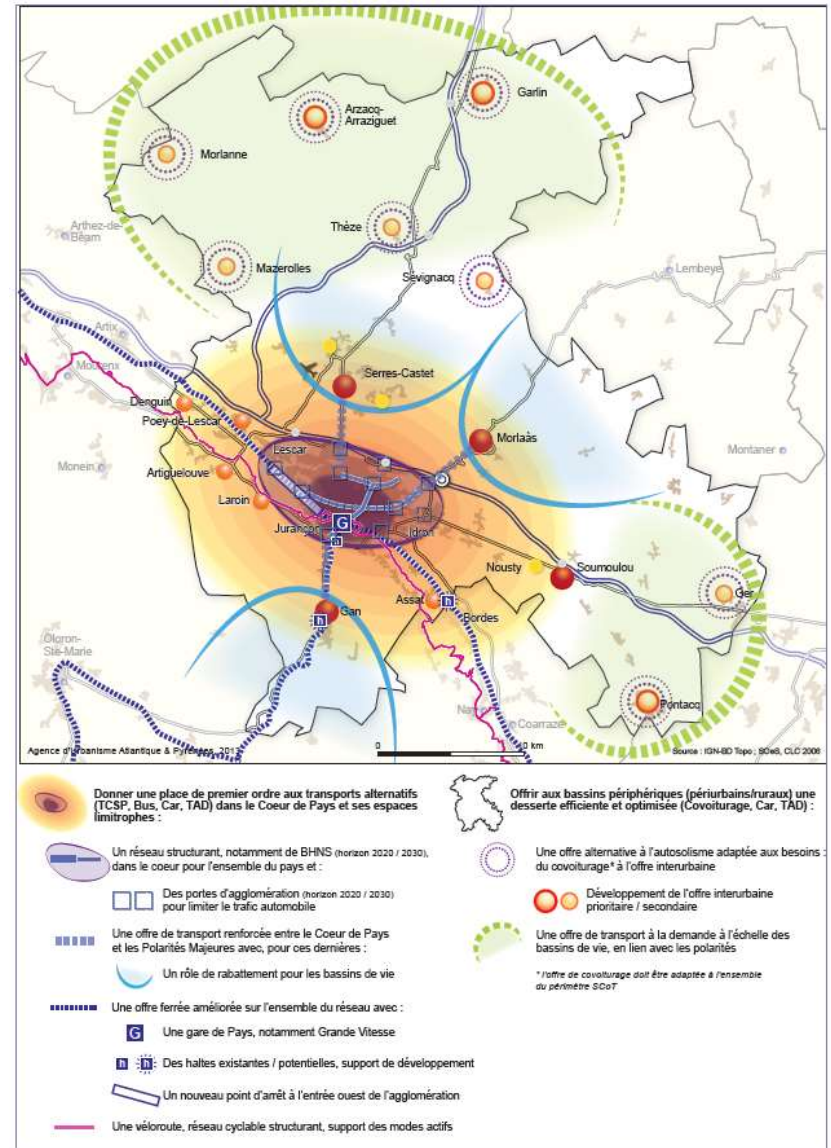 Garlin
Arzacq-
Arraziguet
Morlanne
Arthez-de-
Béarn
Thèze
Mazerolles
Sévignacq
Lembeye
Artix
Mourenx
Serres-Castet
Denguin
Poey-de-Lescar
Morlaàs
Lescar
Montaner
Monein
Artiguelouve
Laroin
Jurançon
G
Idron
h
Nousty
Soumoulou
Ger
Assat
h
Gan
h
Bordes
Oloron-
Ste-Marie
Pontacq
Coarraze
Agence d'Urbanisme Atlantique & Pyrénées, 2013
0
10 km
Source : IGN-BD Topo ; SOeS, CLC 2006
Donner une place de premier ordre aux transports alternatifs
(TCSP, Bus, Car, TAD) dans le Coeur de Pays et ses espaces
limitrophes :
Un réseau structurant, notamment de BHNS (horizon 2020 / 2030),
dans le coeur pour l'ensemble du pays et :
Des portes d'agglomération (horizon 2020 / 2030)
pour limiter le trafic automobile
Une offre de transport renforcée entre le Coeur de Pays
et les Polarités Majeures avec, pour ces dernières :
Un rôle de rabattement pour les bassins de vie
Une offre ferrée améliorée sur l'ensemble du réseau avec :
G Une gare de Pays, notamment Grande Vitesse
h h Des haltes existantes / potentielles, support de développement
Un nouveau point d'arrêt à l'entrée ouest de l'agglomération
Une véloroute, réseau cyclable structurant, support des modes actifs
Offrir aux bassins périphériques (périurbains/ruraux) une
desserte efficiente et optimisée (Covoiturage, Car, TAD) :
Une offre alternative à l'autosolisme adaptée aux besoins :
du covoiturage* à l'offre interurbaine
Développement de l'offre interurbaine
prioritaire / secondaire
Une offre de transport à la demande à l'échelle des
bassins de vie, en lien avec les polarités
* l'offre de covoiturage doit être adaptée à l'ensemble
du périmètre SCoT